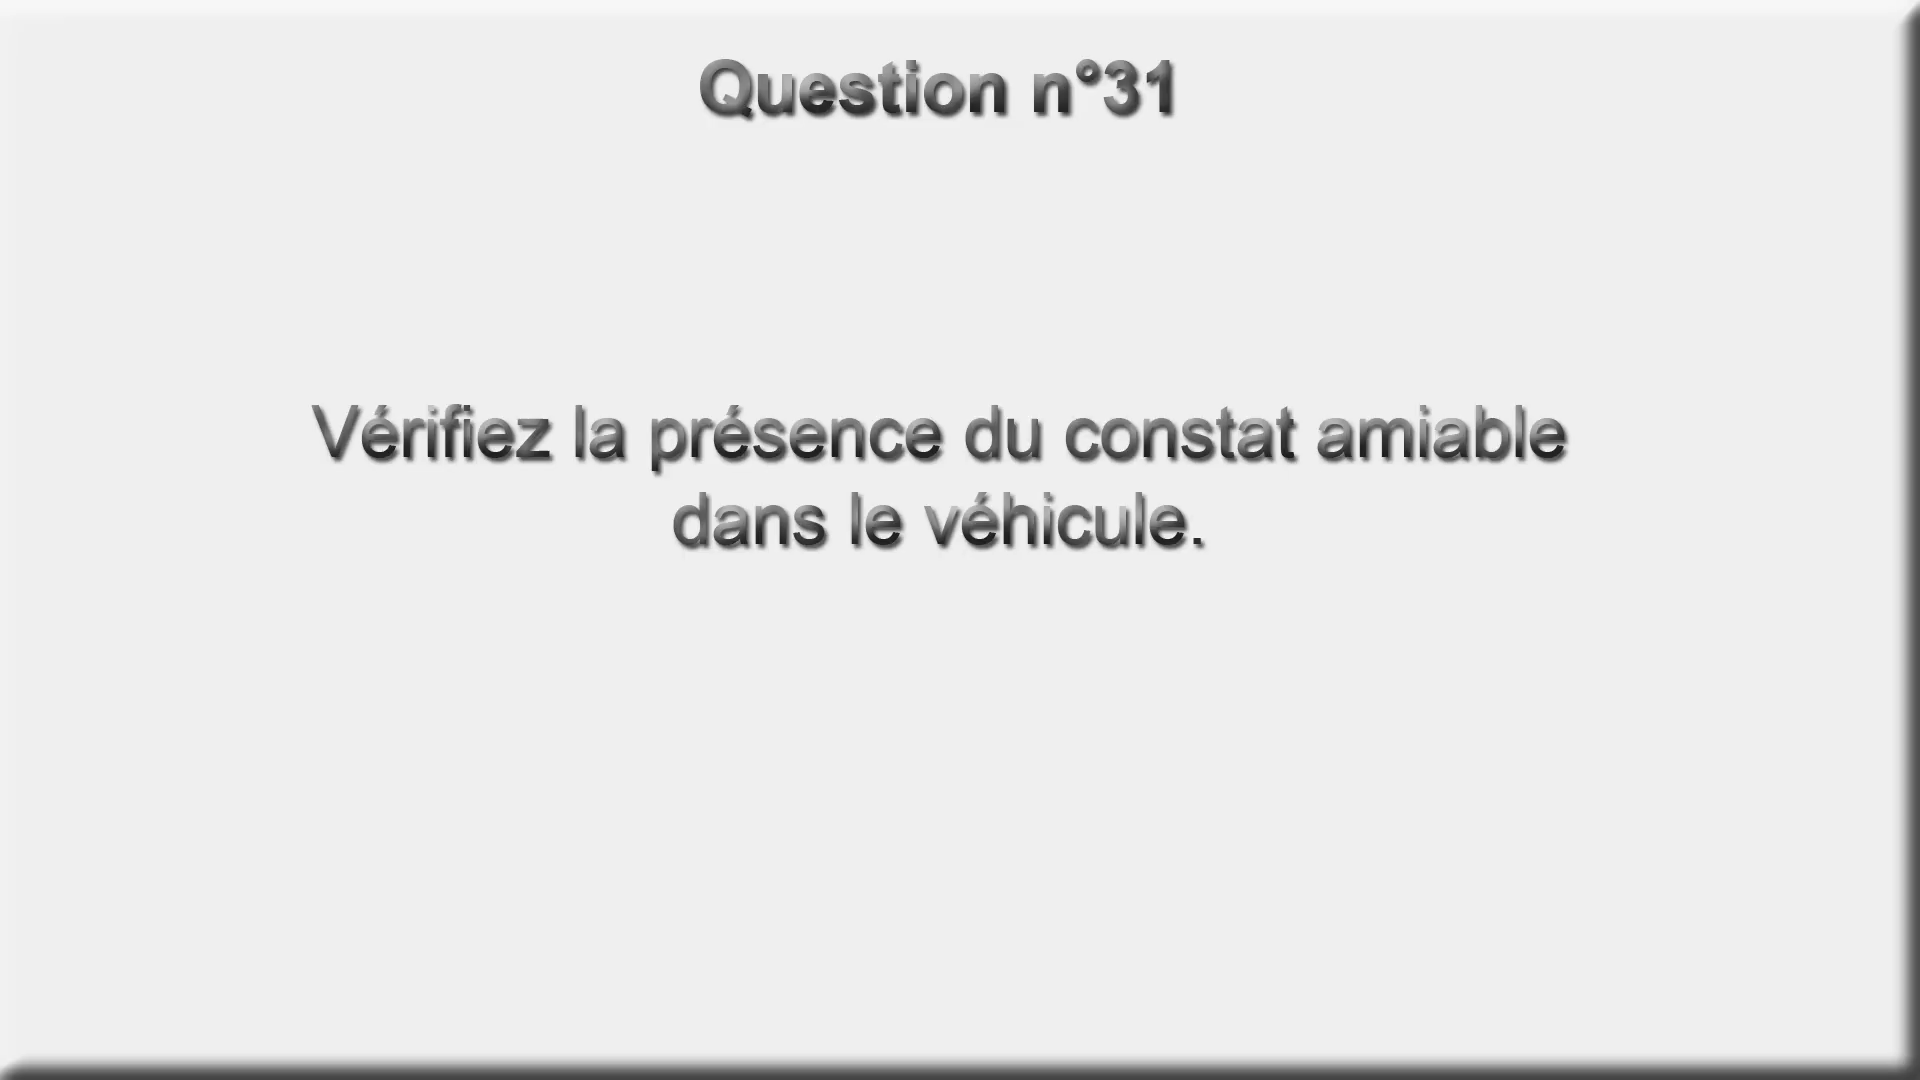 Question n°31
Vérifiez la présence du constat amiable
dans le véhicule.